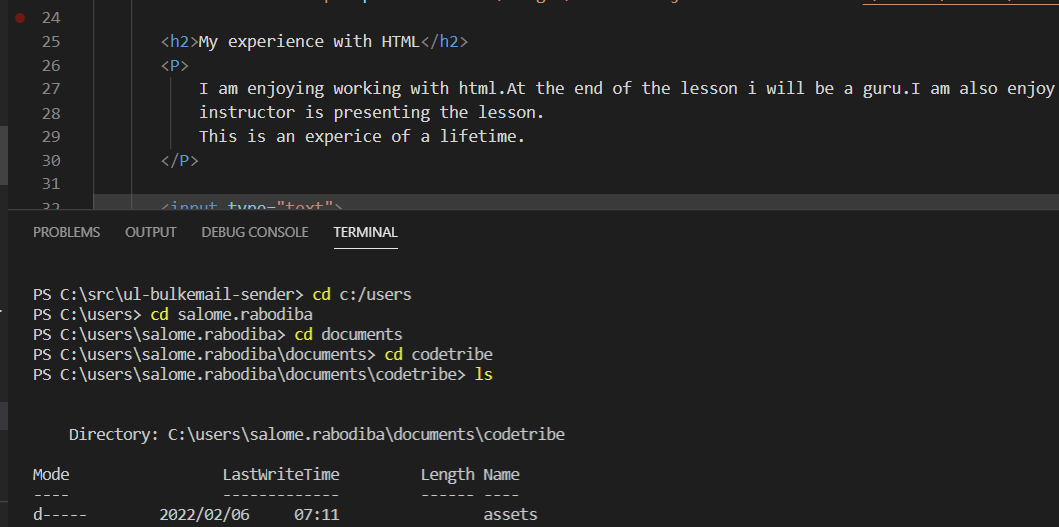 24
25 <h2>My experience with HTML</h2>
26 <P>
27 I am enjoying working with html.At the end of the lesson i will be a guru.I am also enjoy
28 instructor is presenting the lesson.
29 This is an experice of a lifetime.
30 </P>
31
32 <input type="text">
PROBLEMS OUTPUT DEBUG CONSOLE TERMINAL
PS C:\src\ul-bulkemail-sender> cd c:/users
PS C:\users> cd salome.rabodiba
PS C:\users\salome.rabodiba> cd documents
PS C:\users\salome.rabodiba\documents> cd codetribe
PS C:\users\salome.rabodiba\documents\codetribe> ls
Directory: C:\users\salome.rabodiba\documents\codetribe
Mode LastWriteTime Length Name
---- ------------- ------ ----
d----- 2022/02/06 07:11 assets